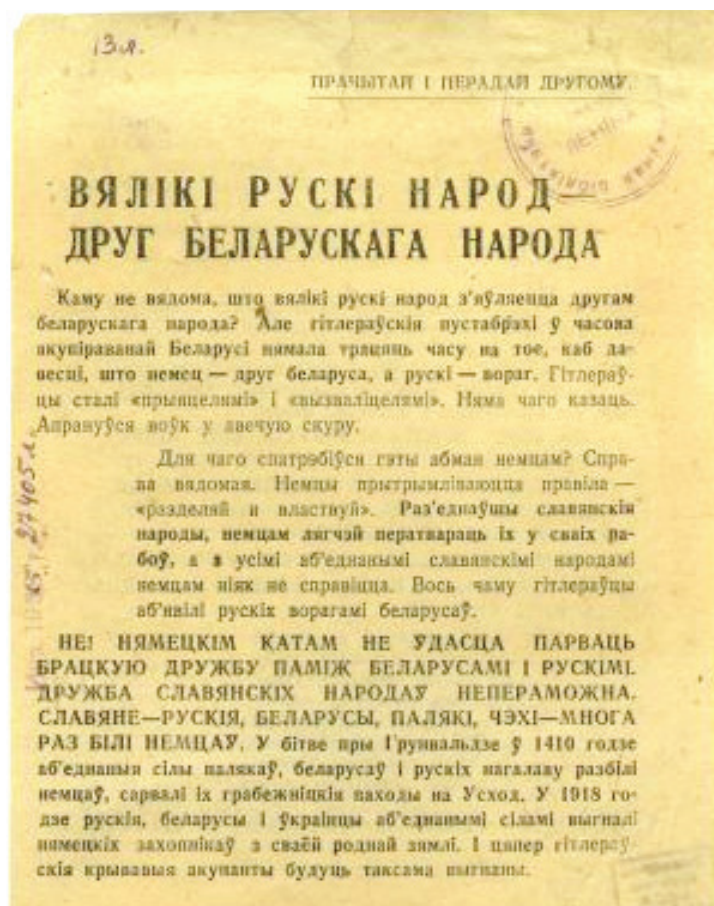 13 л.
ПРАЧЫТАЙ І ПЕРАДАЙ ДРУГОМУ.
ВЯЛІКІ РУСКІ НАРОД —
ДРУГ БЕЛАРУСКАГА НАРОДА
Каму не вядома, што вялікі рускі народ з'яўляецца другам
беларускага народа? Але гітлераўскія пустабрэхі ў часова
акупіраванай Беларусі нямала трацяць часу на тое, каб да-
весці, што немец — друг беларуса, а рускі — вораг. Гітлераў-
цы сталі «прыяцелямі» і «вызваліцелямі». Няма чаго казаць.
Апрануўся воўк у авечую скуру.
Для чаго спатрэбіўся гэты абман немцам? Спра-
ва вядомая. Немцы прытрымліваюцца правіла —
«разделяй и властвуй». Раз'еднаўшы славянскія
народы, немцам лягчэй ператвараць іх у сваіх ра-
боў, а з усімі аб'еднанымі славянскімі народамі
немцам ніяк не справіцца. Вось чаму гітлераўцы
аб'явілі рускіх ворагамі беларусаў.
НЕ! НЯМЕЦКІМ КАТАМ НЕ ЎДАСЦА ПАРВАЦЬ
БРАЦКУЮ ДРУЖБУ ПАМІЖ БЕЛАРУСАМІ І РУСКІМІ.
ДРУЖБА СЛАВЯНСКІХ НАРОДАЎ НЕПЕРАМОЖНА.
СЛАВЯНЕ—РУСКІЯ, БЕЛАРУСЫ, ПАЛЯКІ, ЧЭХІ—МНОГА
РАЗ БІЛІ НЕМЦАЎ. У бітве пры Грунвальдзе ў 1410 годзе
аб'еднаныя сілы палякаў, беларусаў і рускіх нагалаву разбілі
немцаў, сарвалі іх грабежніцкія паходы на Усход. У 1918 го-
дзе рускія, беларусы і ўкраінцы аб'еднанымі сіламі выгналі
нямецкіх захопнікаў з сваёй роднай зямлі. І цяпер гітлераў-
скія крывавыя акупанты будуць таксама выгнаны.
27405 л.